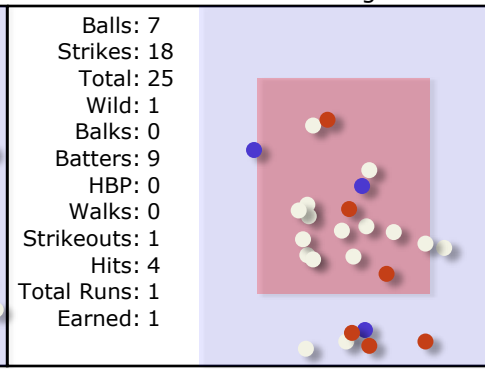 Balls: 7
Strikes: 18
Total: 25
Wild: 1
Balks: 0
Batters: 9
HBP: 0
Walks: 0
Strikeouts: 1
Hits: 4
Total Runs: 1
Earned: 1